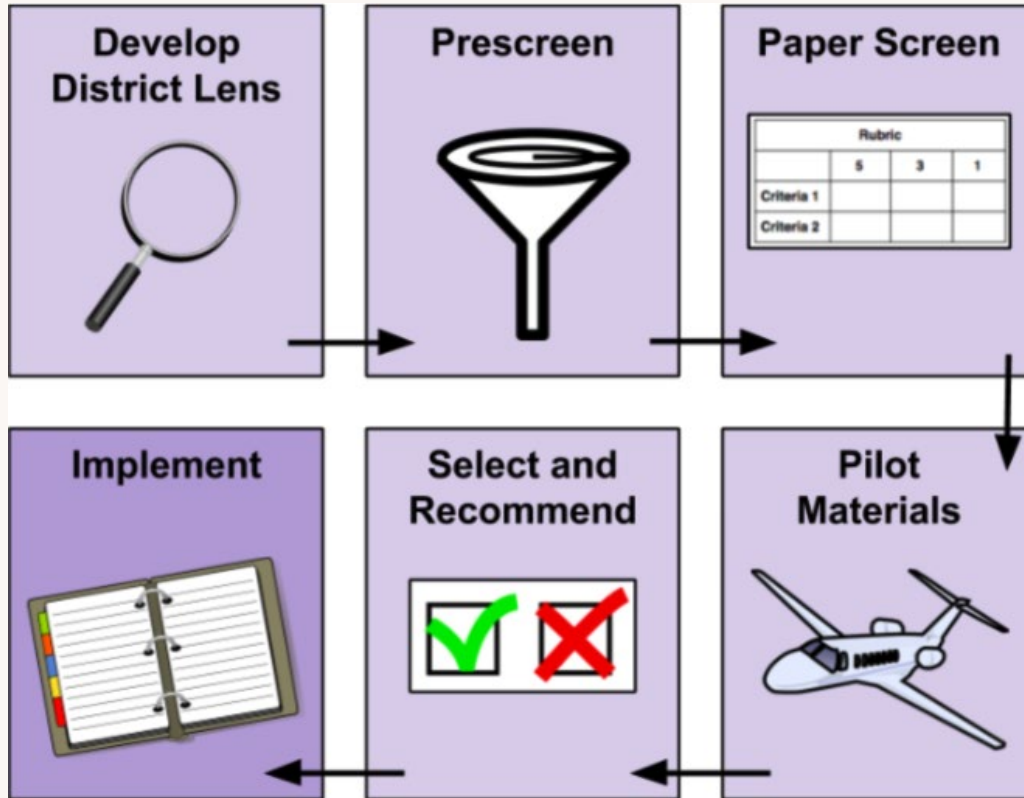 Develop
District Lens
Prescreen
Paper Screen
Rubric
5 3 1
Criteria 1
Criteria 2
Implement
Select and
Recommend
Pilot
Materials